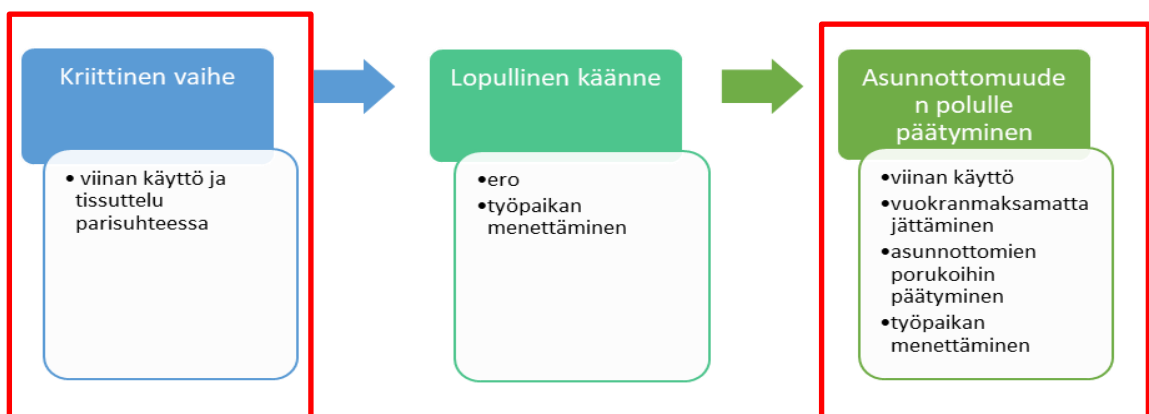 Kriittinen vaihe
• viinan käyttö ja
tissuttelu
parisuhteessa
Lopullinen käänne
•ero
•työpaikan
menettäminen
Asunnottomuude
n polulle
päätyminen
•viinan käyttö
•vuokranmaksamatta
jättäminen
•asunnottomien
porukoihin
päätyminen
•työpaikan
menettäminen